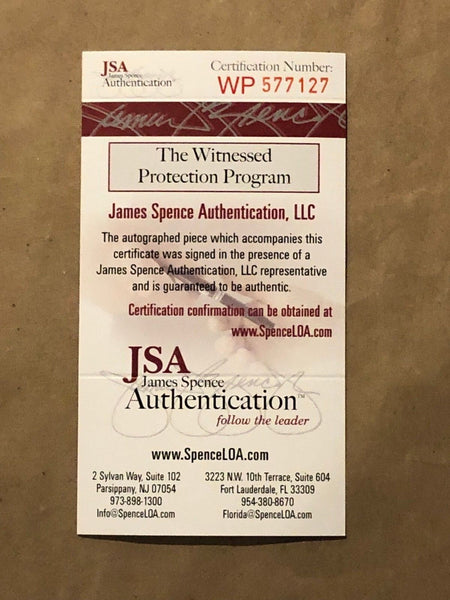 JSA
James Spence
Authentication
Certification Number:
WP 577127
James Spence
The Witnessed
Protection Program
James Spence Authentication, LLC
The autographed piece which accompanies this
certificate was signed in the presence of a
James Spence Authentication, LLC representative
and is guaranteed to be authentic.
Certification confirmation can be obtained at
www.SpenceLOA.com
JSA
James Spence
Authentication™
follow the leader
www.SpenceLOA.com
2 Sylvan Way, Suite 102
Parsippany, NJ 07054
973-898-1300
Info@SpenceLOA.com
3223 N.W. 10th Terrace, Suite 604
Fort Lauderdale, FL 33309
954-380-8670
Florida@SpenceLOA.com